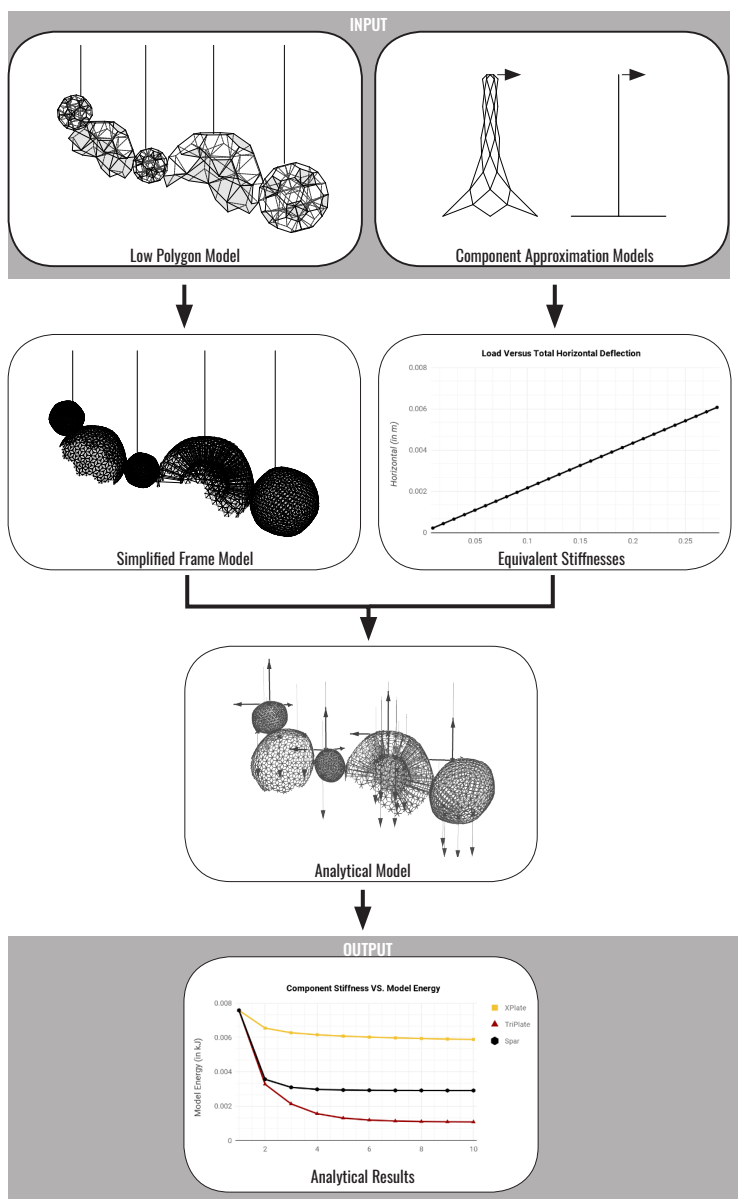 INPUT
Low Polygon Model
Component Approximation Models
Simplified Frame Model
Load Versus Total Horizontal Deflection
Horizontal (in m)
0.008
0.006
0.004
0.002
0
0.05 0.1 0.15 0.2 0.25
Equivalent Stiffnesses
Analytical Model
OUTPUT
Component Stiffness VS. Model Energy
Model Energy (in kJ)
0.008
0.006
0.004
0.002
0
2 4 6 8 10
XPlate
TriPlate
Spar
Analytical Results